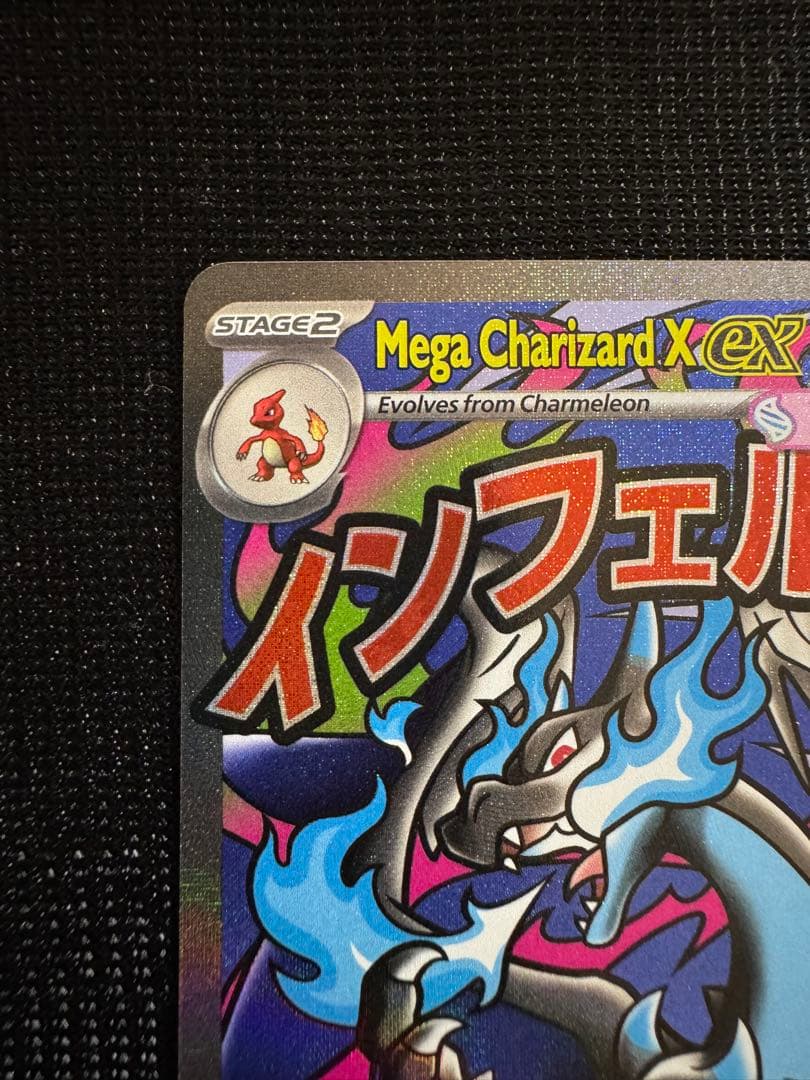 STAGE2
Mega Charizard X ex
Evolves from Charmeleon
インフェル